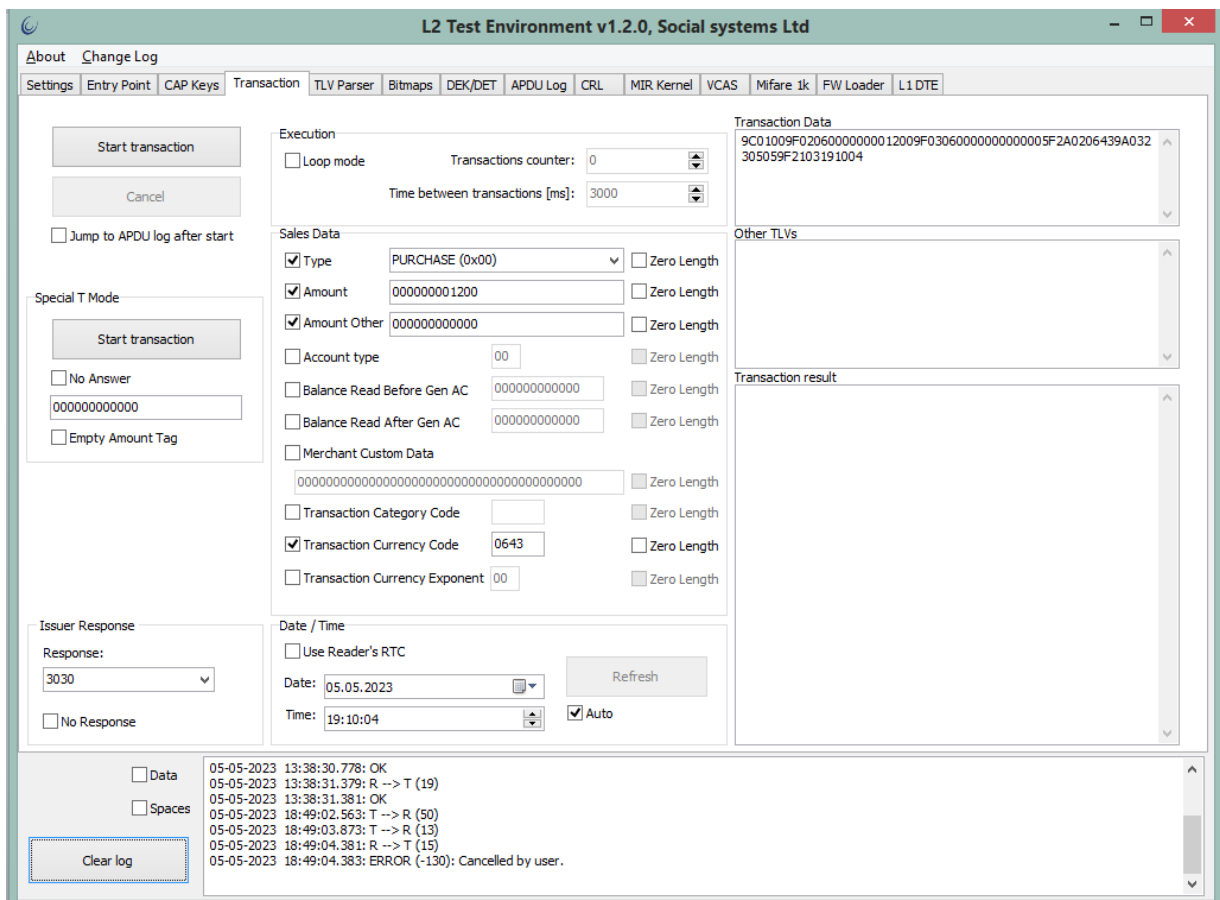 L2 Test Environment v1.2.0, Social systems Ltd
About Change Log
Settings Entry Point CAP Keys Transaction TLV Parser Bitmaps DEK/DET APDU Log CRL MIR Kernel VCAS Mifare 1k FW Loader L1 DTE
Start transaction
Cancel
Jump to APDU log after start
Special T Mode
Start transaction
No Answer
000000000000
Empty Amount Tag
Issuer Response
Response:
3030
No Response
Execution
Loop mode Transactions counter: 0
Time between transactions [ms]: 3000
Sales Data
Type PURCHASE (0x00) Zero Length
Amount 000000001200 Zero Length
Amount Other 000000000000 Zero Length
Account type 00 Zero Length
Balance Read Before Gen AC 000000000000 Zero Length
Balance Read After Gen AC 000000000000 Zero Length
Merchant Custom Data
0000000000000000000000000000000000000000 Zero Length
Transaction Category Code Zero Length
Transaction Currency Code 0643 Zero Length
Transaction Currency Exponent 00 Zero Length
Date / Time
Use Reader's RTC
Date: 05.05.2023
Refresh
Time: 19:10:04
Auto
Transaction Data
9C01009F02060000000012009F03060000000000005F2A0206439A032
305059F2103191004
Other TLVs
Transaction result
Data
Spaces
Clear log
05-05-2023 13:38:30.778: OK
05-05-2023 13:38:31.379: R --> T (19)
05-05-2023 13:38:31.381: OK
05-05-2023 18:49:02.563: T --> R (50)
05-05-2023 18:49:03.873: T --> R (13)
05-05-2023 18:49:04.381: R --> T (15)
05-05-2023 18:49:04.383: ERROR (-130): Cancelled by user.